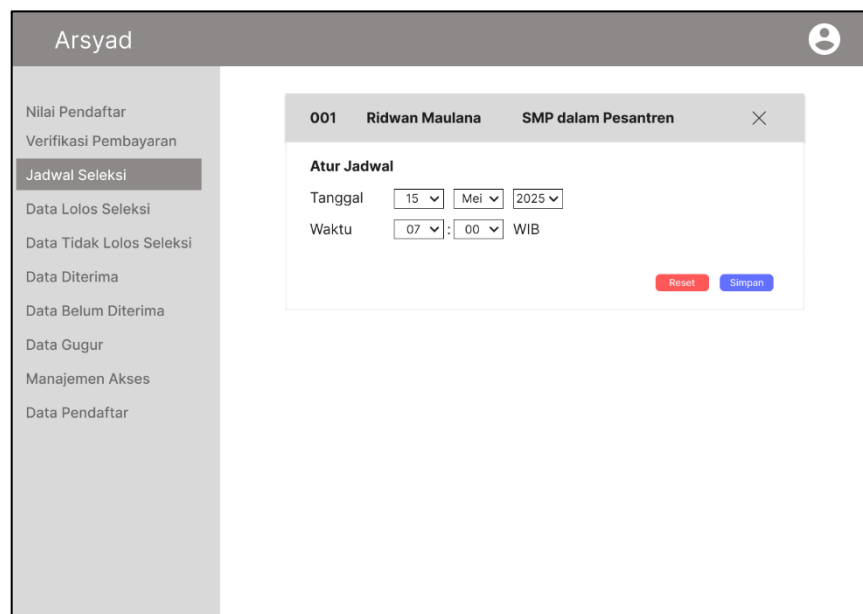 Arsyad
Nilai Pendaftar
Verifikasi Pembayaran
Jadwal Seleksi
Data Lolos Seleksi
Data Tidak Lolos Seleksi
Data Diterima
Data Belum Diterima
Data Gugur
Manajemen Akses
Data Pendaftar
001 Ridwan Maulana SMP dalam Pesantren
Atur Jadwal
Tanggal 15 Mei 2025
Waktu 07 : 00 WIB
Reset Simpan